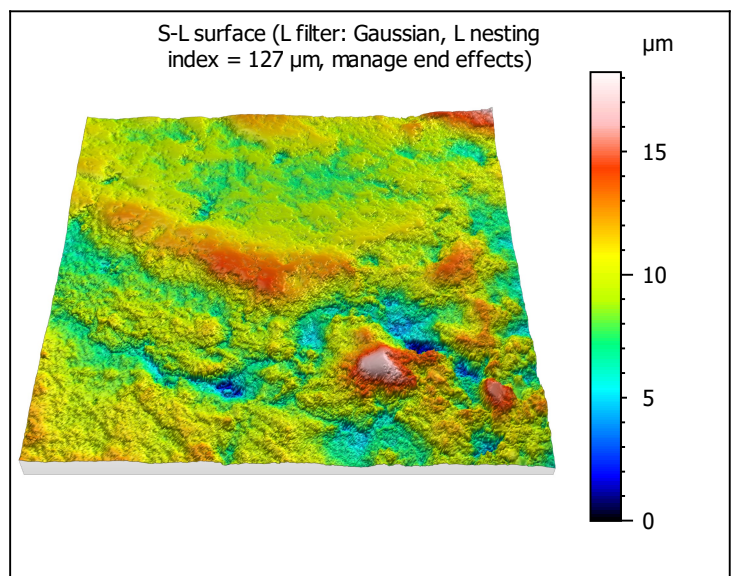 S-L surface (L filter: Gaussian, L nesting
index = 127 µm, manage end effects)
µm
15
10
5
0